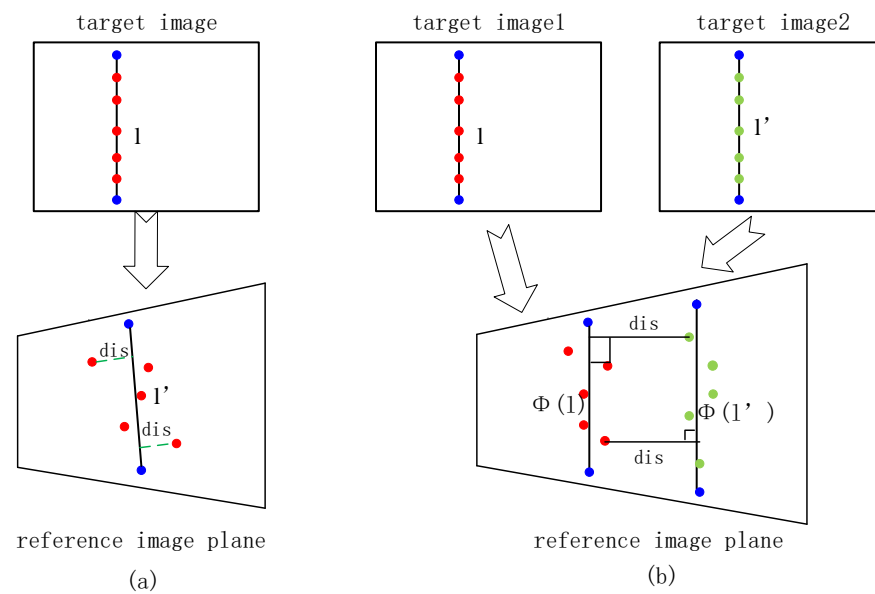 target image
l
dis
l’
dis
reference image plane
(a)
target image1
target image2
l
l’
dis
Φ(l)
Φ(l’)
dis
reference image plane
(b)